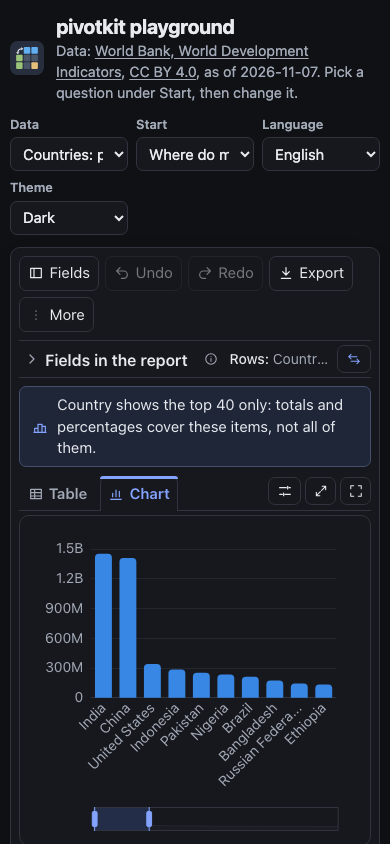 pivotkit playground
Data: World Bank, World Development
Indicators, CC BY 4.0, as of 2026-11-07. Pick a
question under Start, then change it.
Data
Start
Language
Countries: p
Where do m
English
Theme
Dark
Fields
Undo
Redo
Export
More
Fields in the report
Rows: Countr...
Country shows the top 40 only: totals and
percentages cover these items, not all of
them.
Table
Chart
1.5B
1.2B
900M
600M
300M
0
India
China
United States
Indonesia
Pakistan
Nigeria
Brazil
Bangladesh
Russian Federa...
Ethiopia